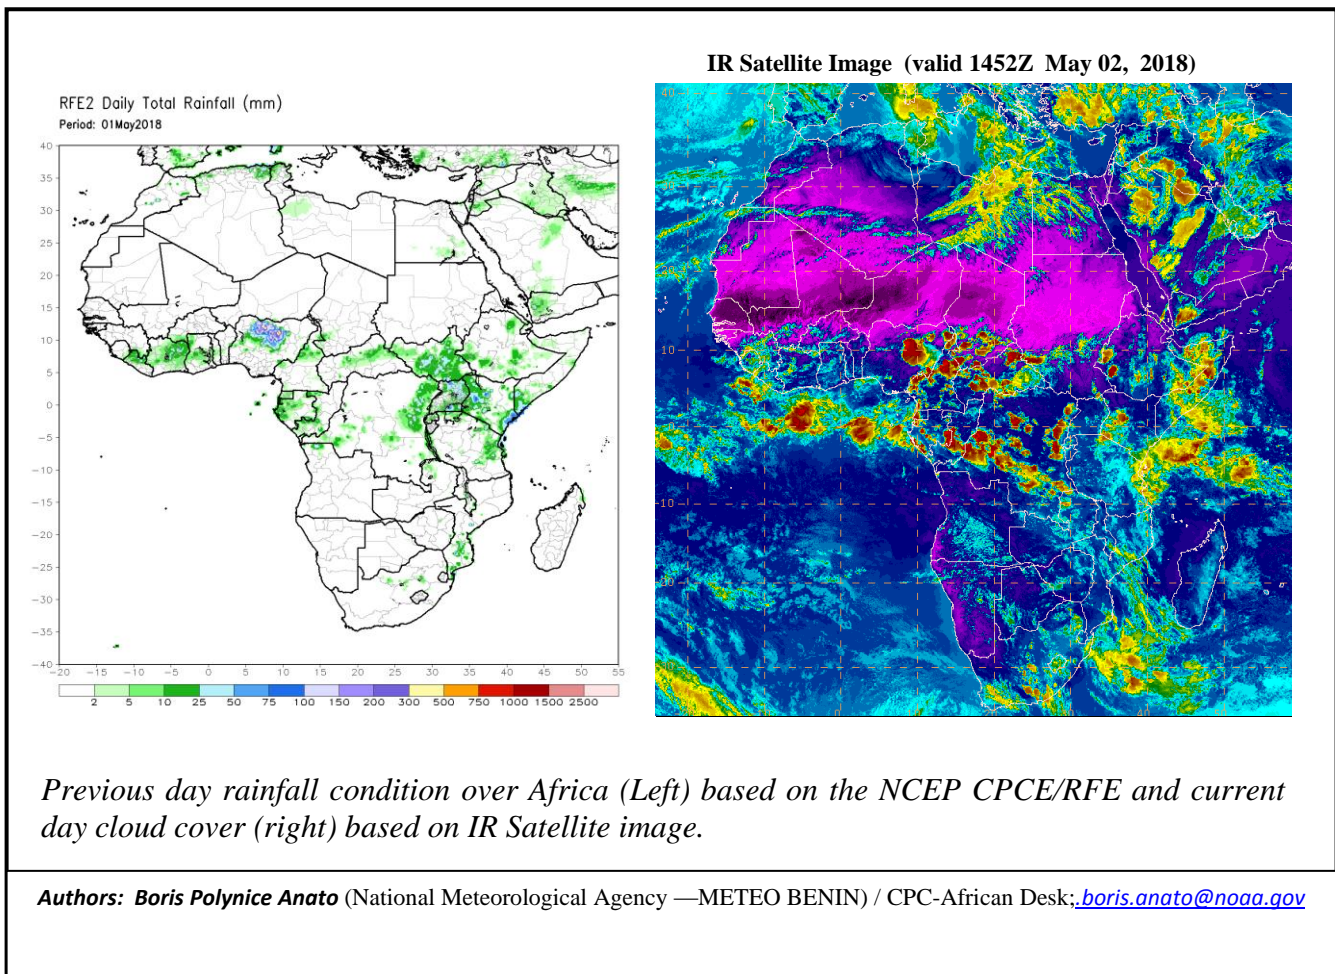 IR Satellite Image (valid 1452Z May 02, 2018)
RFE2 Daily Total Rainfall (mm)
Period: 01May2018
40
35
30
25
20
15
10
5
0
−5
−10
−15
−20
−25
−30
−35
−40
−20 −15 −10 −5 0 5 10 15 20 25 30 35 40 45 50 55
2 5 10 25 50 75 100 150 200 300 500 750 1000 1500 2500
10
-10
Previous day rainfall condition over Africa (Left) based on the NCEP CPCE/RFE and current
day cloud cover (right) based on IR Satellite image.
Authors: Boris Polynice Anato (National Meteorological Agency —METEO BENIN) / CPC-African Desk;.boris.anato@noaa.gov